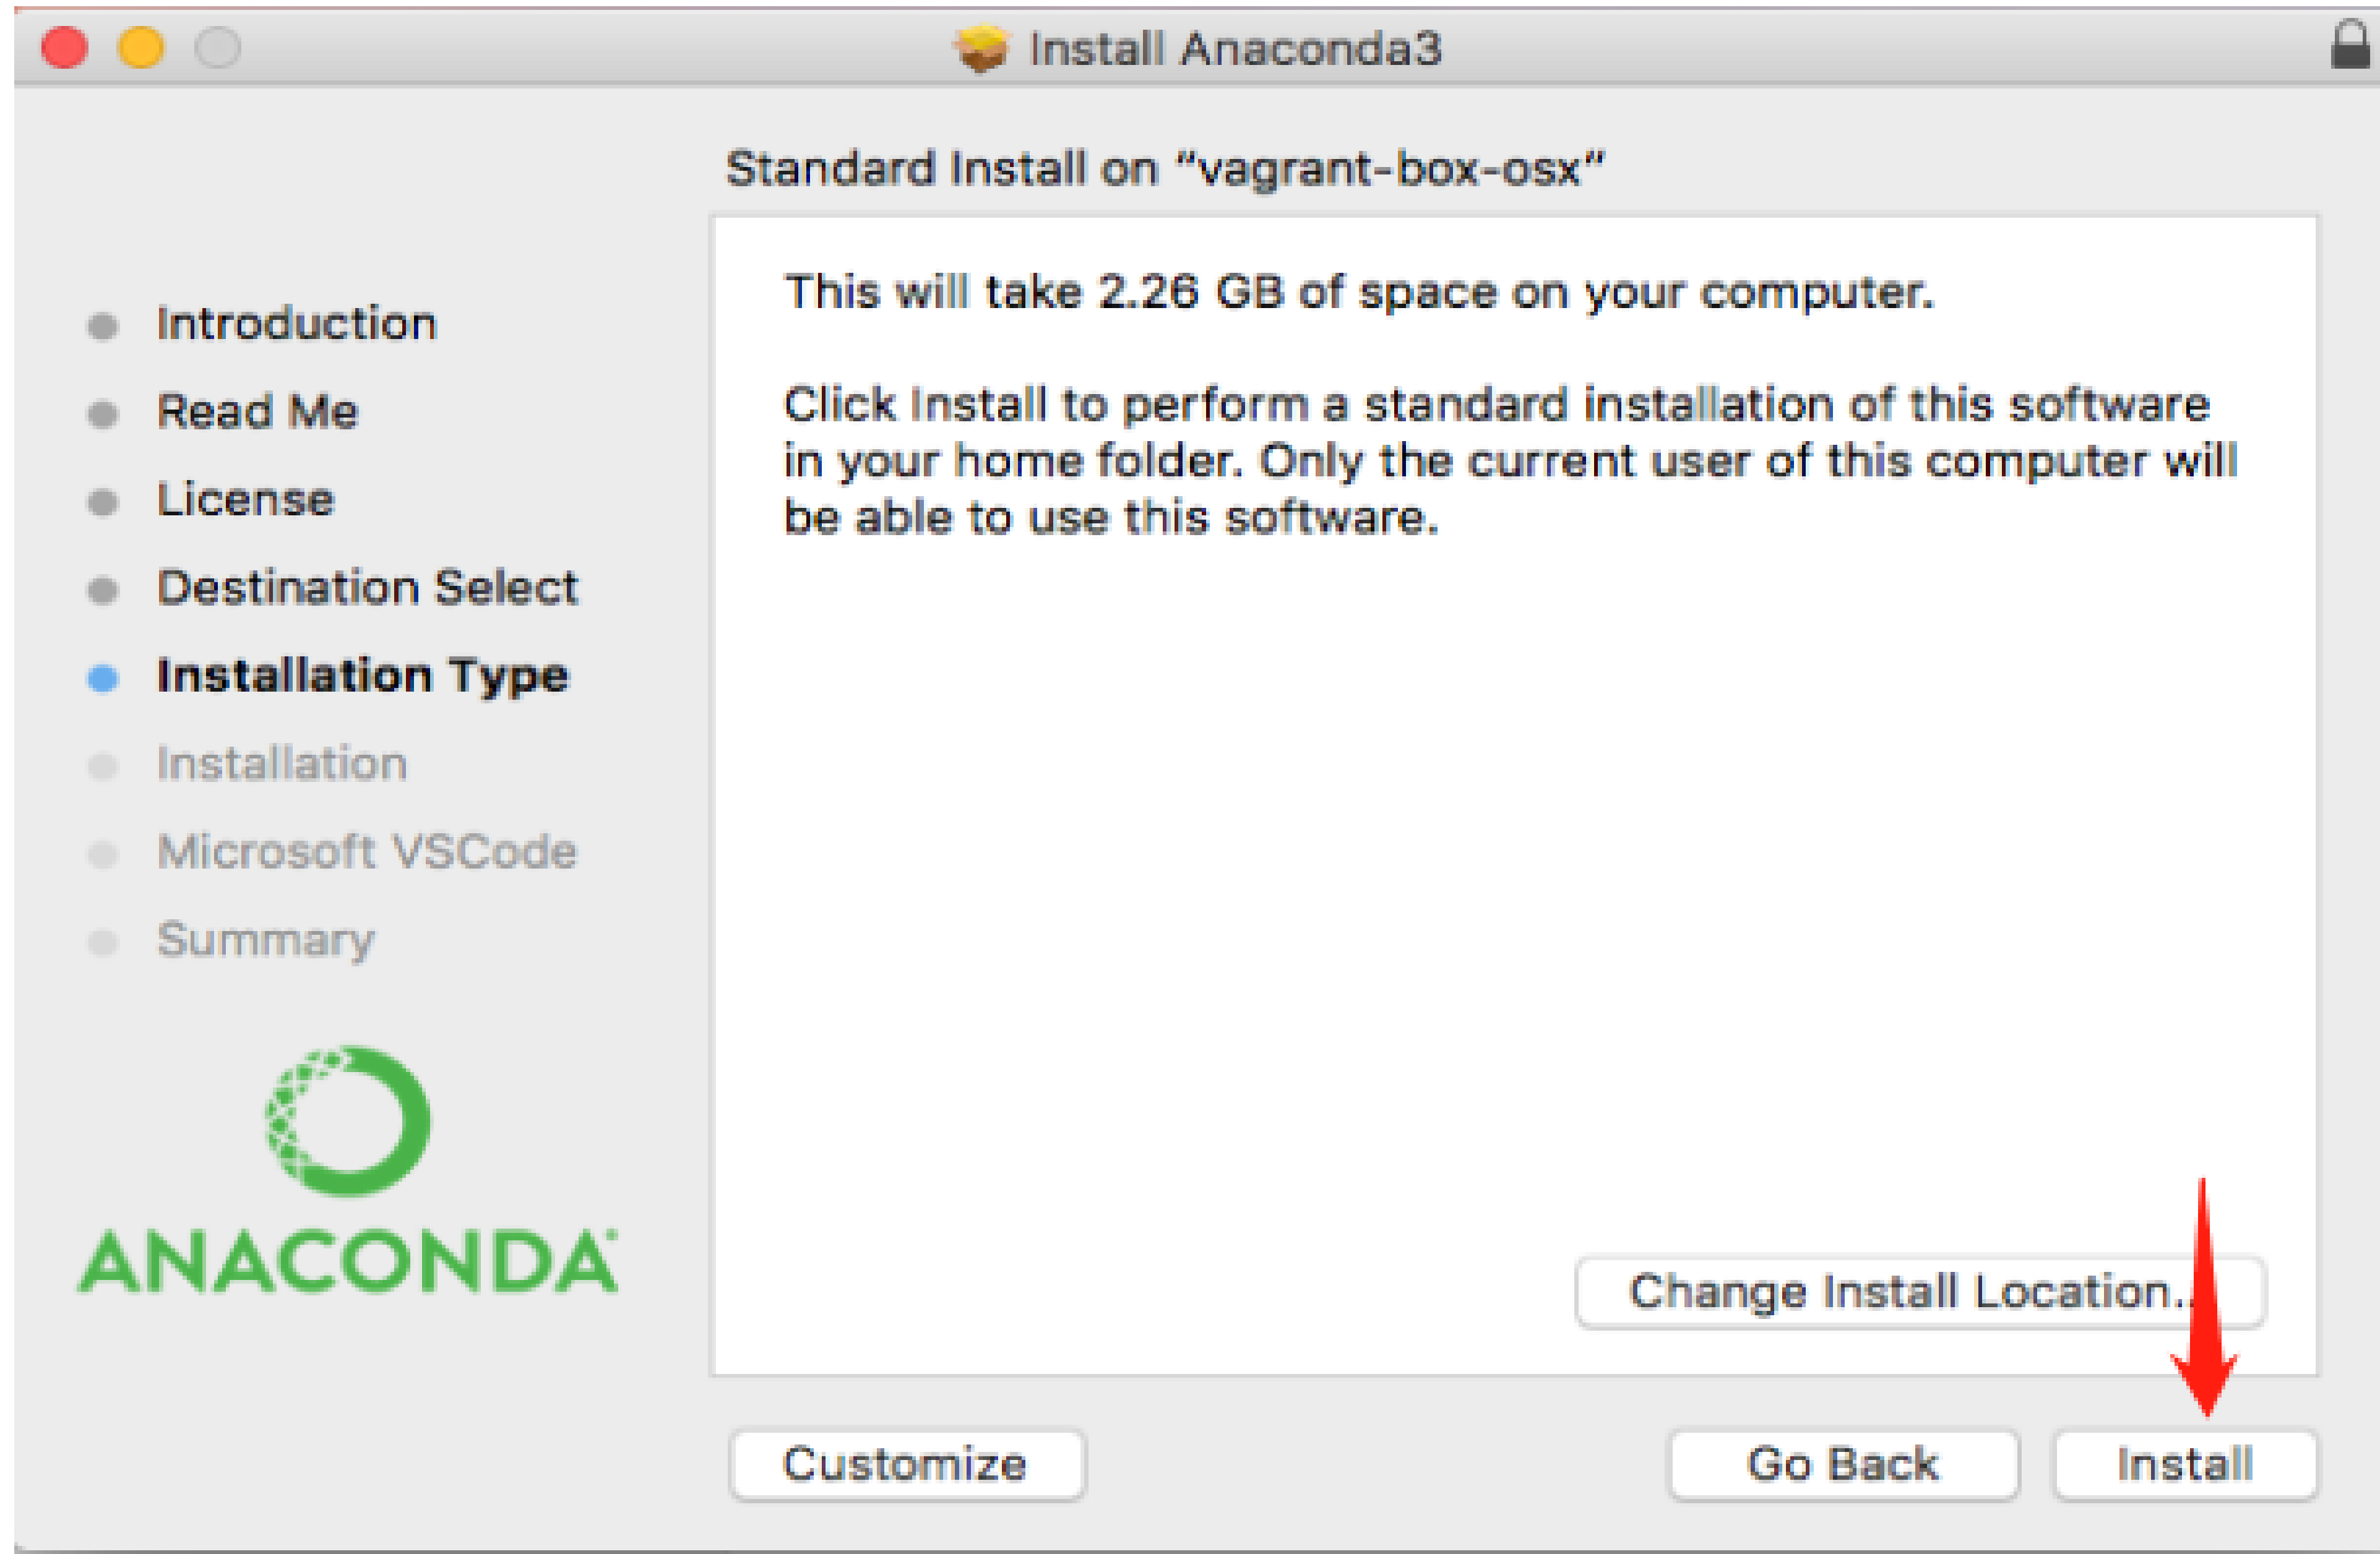 Install Anaconda3
Standard Install on “vagrant-box-osx”
Introduction
Read Me
License
Destination Select
Installation Type
Installation
Microsoft VSCode
Summary
ANACONDA
This will take 2.26 GB of space on your computer.
Click Install to perform a standard installation of this software
in your home folder. Only the current user of this computer will
be able to use this software.
Change Install Location...
Customize
Go Back
Install